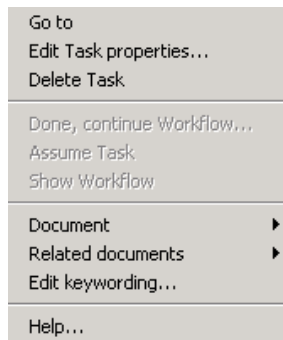 Go to
Edit Task properties...
Delete Task
Done, continue Workflow...
Assume Task
Show Workflow
Document
Related documents
Edit keywording...
Help...